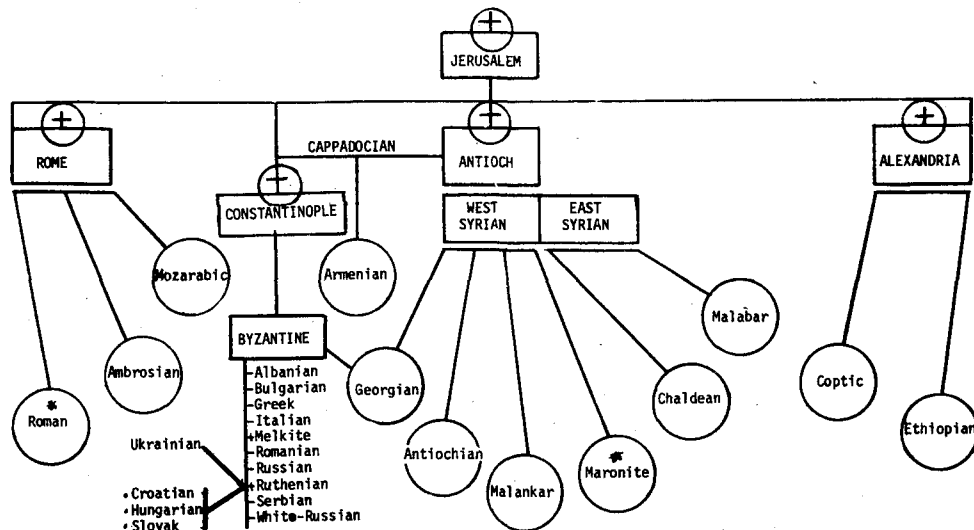 JERUSALEM
ROME
CAPPADOCIAN
ANTIOCH
ALEXANDRIA
CONSTANTINOPLE
WEST
SYRIAN
EAST
SYRIAN
Mozarabic
Armenian
Malabar
BYZANTINE
Ambrosian
Georgian
Chaldean
Coptic
Roman
Albanian
Bulgarian
Greek
Italian
Melkite
Romanian
Russian
Ruthenian
Serbian
White-Russian
Ukrainian
Croatian
Hungarian
Slovak
Antiochian
Malankar
Maronite
Ethiopian